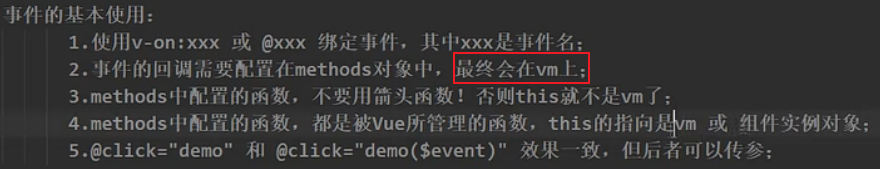 事件的基本使用：
1.使用v-on:xxx 或 @xxx 绑定事件，其中xxx是事件名；
2.事件的回调需要配置在methods对象中，最终会在vm上；
3.methods中配置的函数，不要用箭头函数！否则this就不是vm了；
4.methods中配置的函数，都是被Vue所管理的函数，this的指向是vm 或 组件实例对象；
5.@click="demo" 和 @click="demo($event)" 效果一致，但后者可以传参；